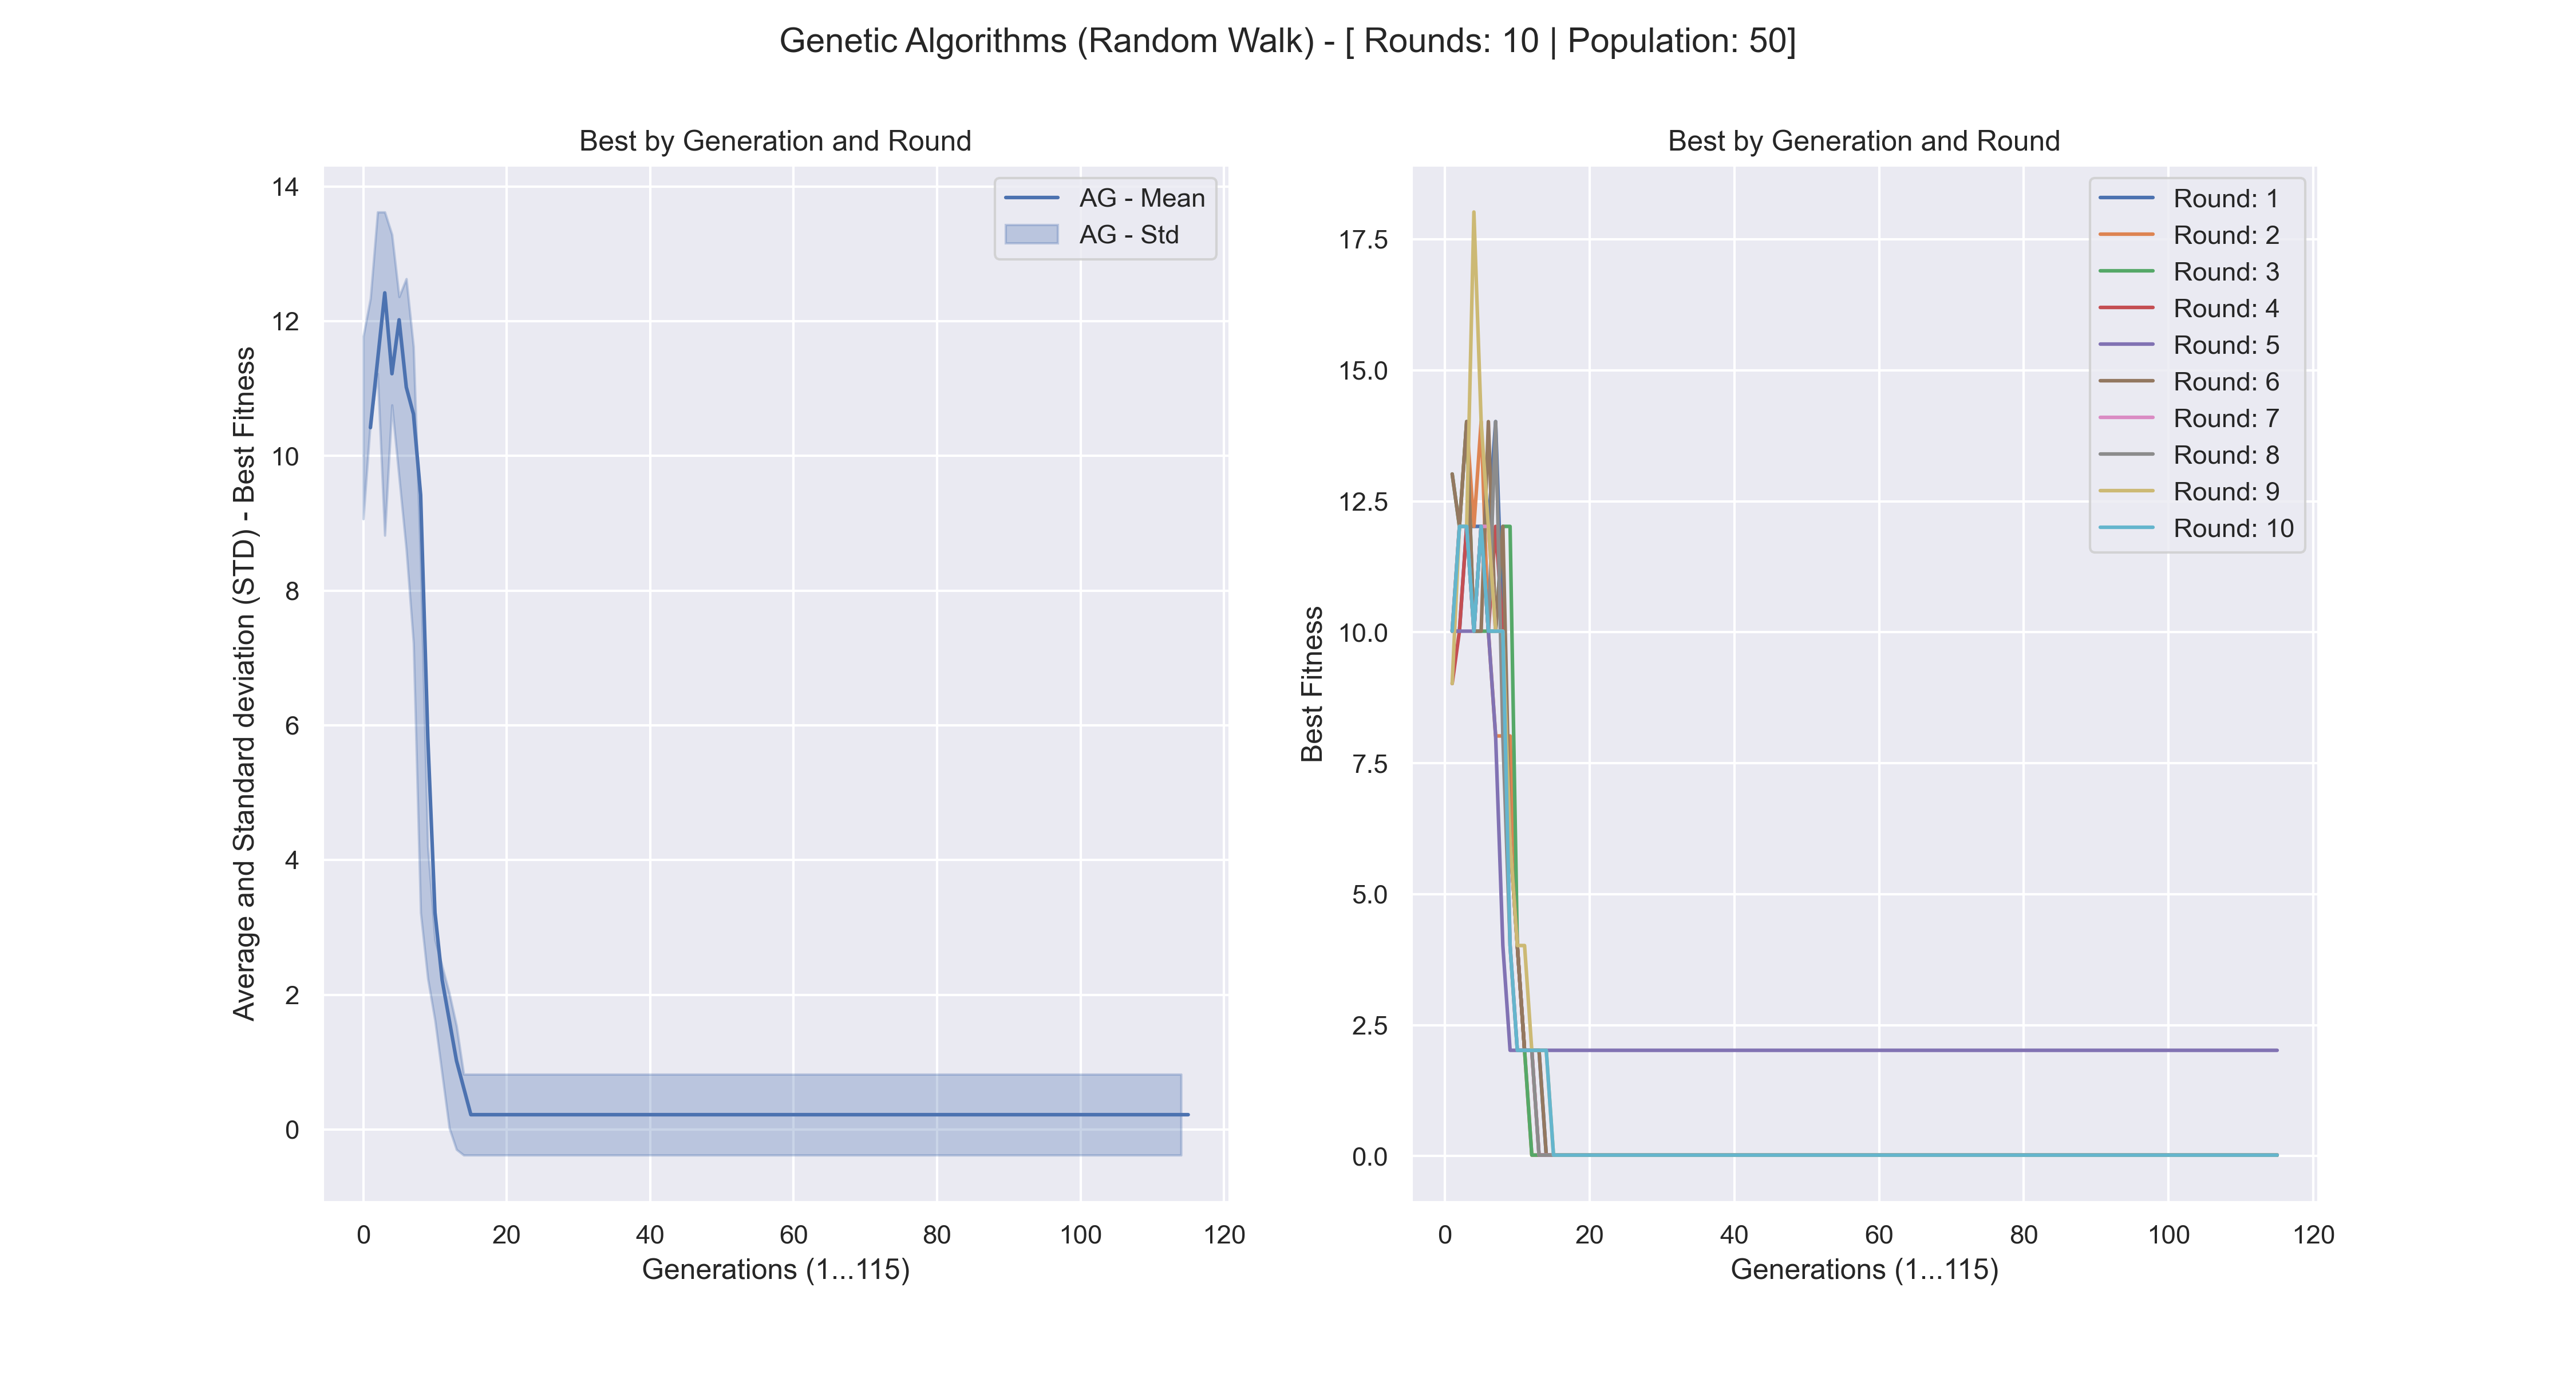 Genetic Algorithms (Random Walk) - [ Rounds: 10 | Population: 50]
Best by Generation and Round
14
12
10
8
6
4
2
0
Average and Standard deviation (STD) - Best Fitness
AG - Mean
AG - Std
0 20 40 60 80 100 120
Generations (1...115)
Best by Generation and Round
17.5
15.0
12.5
10.0
7.5
5.0
2.5
0.0
Best Fitness
Round: 1
Round: 2
Round: 3
Round: 4
Round: 5
Round: 6
Round: 7
Round: 8
Round: 9
Round: 10
0 20 40 60 80 100 120
Generations (1...115)